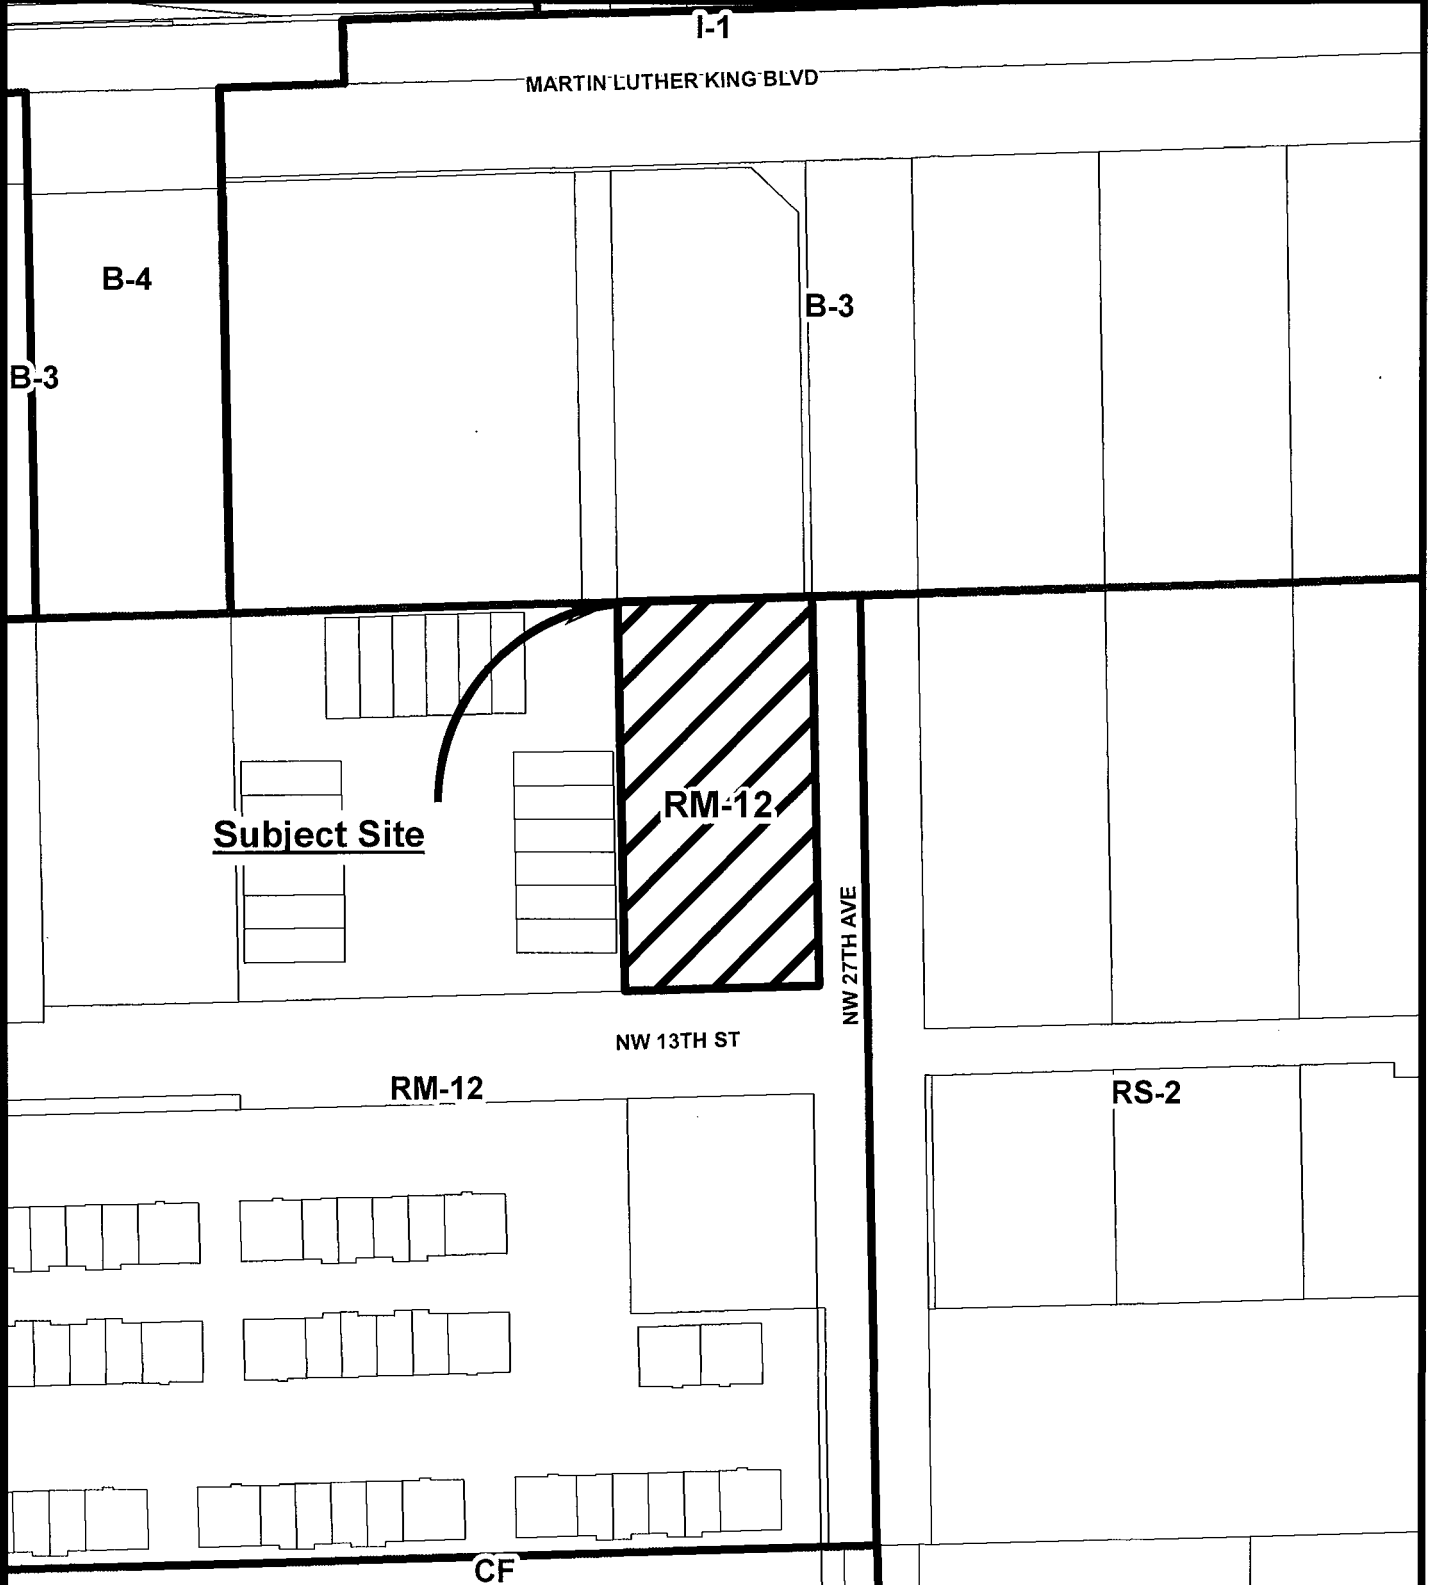 I-1
MARTIN LUTHER KING BLVD
B-4
B-3
B-3
RM-12
Subject Site
NW 27TH AVE
NW 13TH ST
RM-12
RS-2
CF